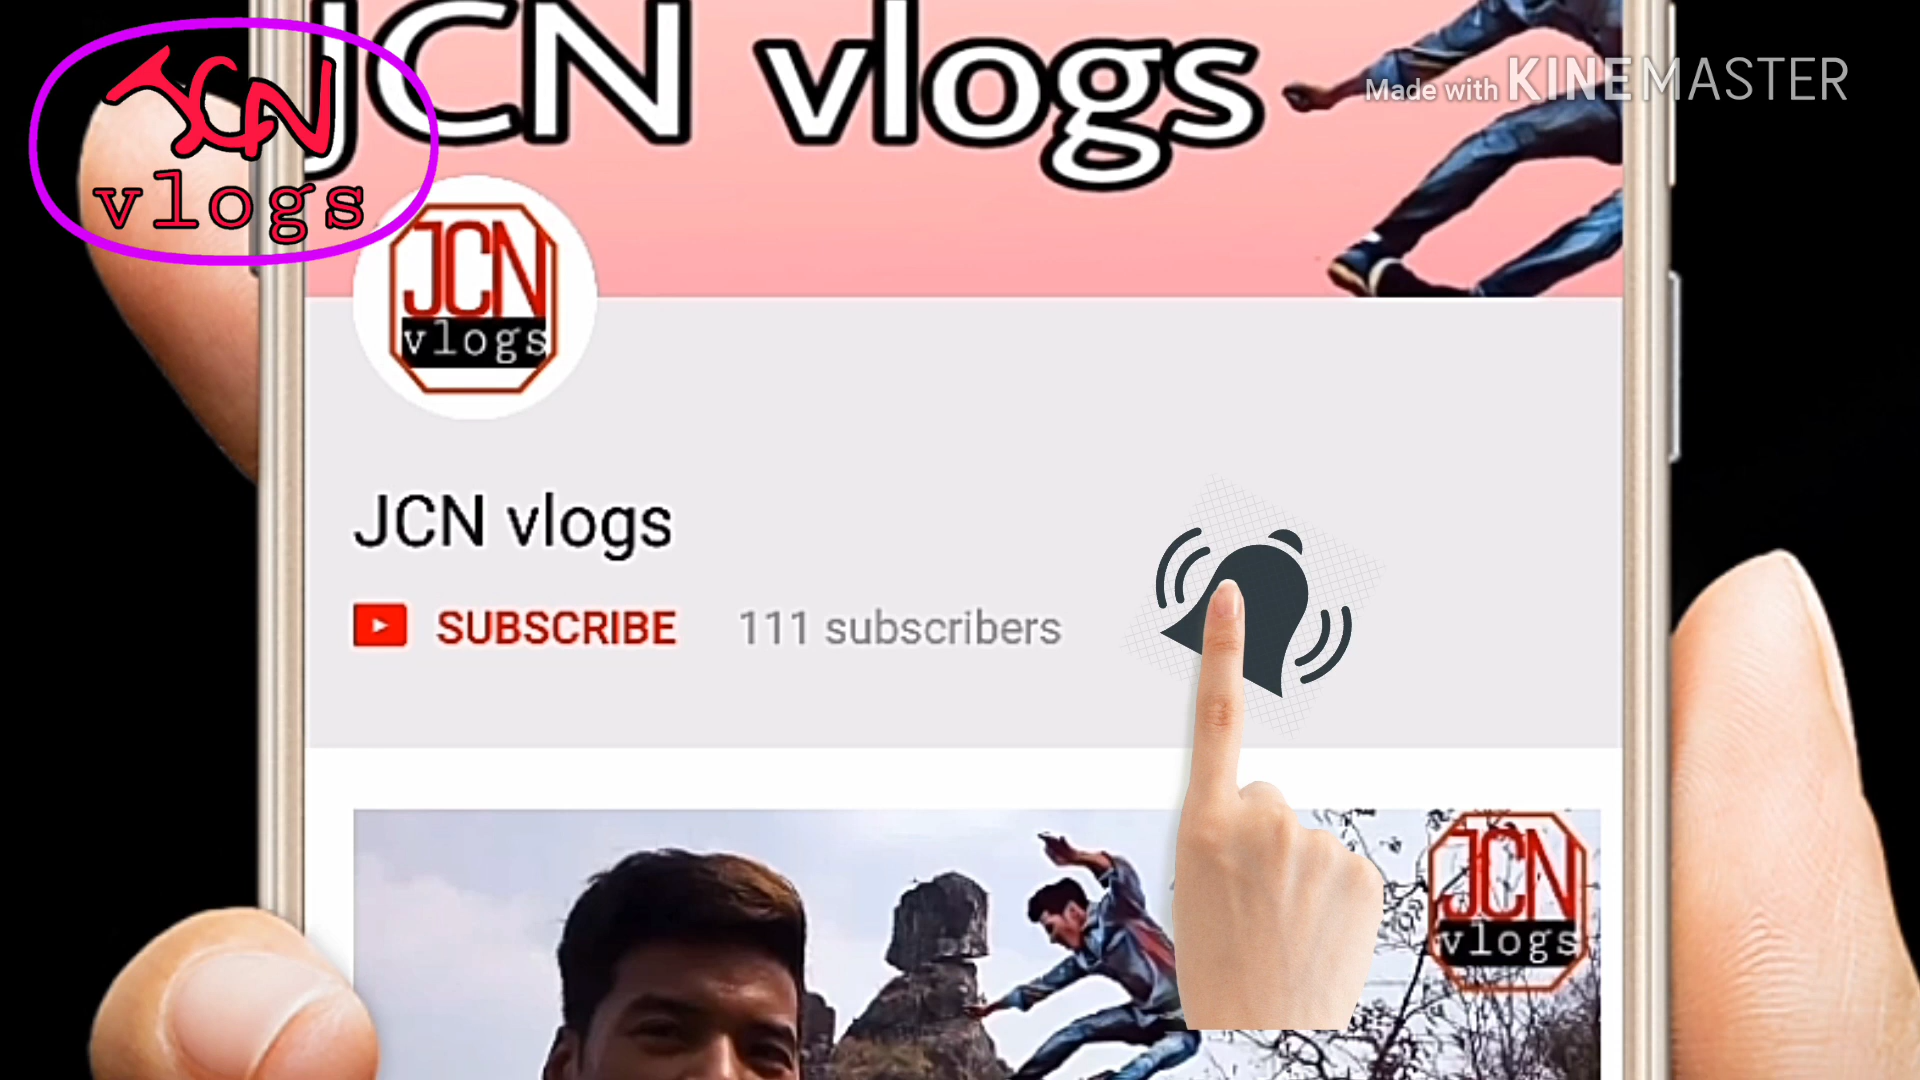 JCN vlogs
Made with KINEMASTER
JCN
vlogs
JCN
vlogs
JCN vlogs
SUBSCRIBE 111 subscribers
JCN
vlogs